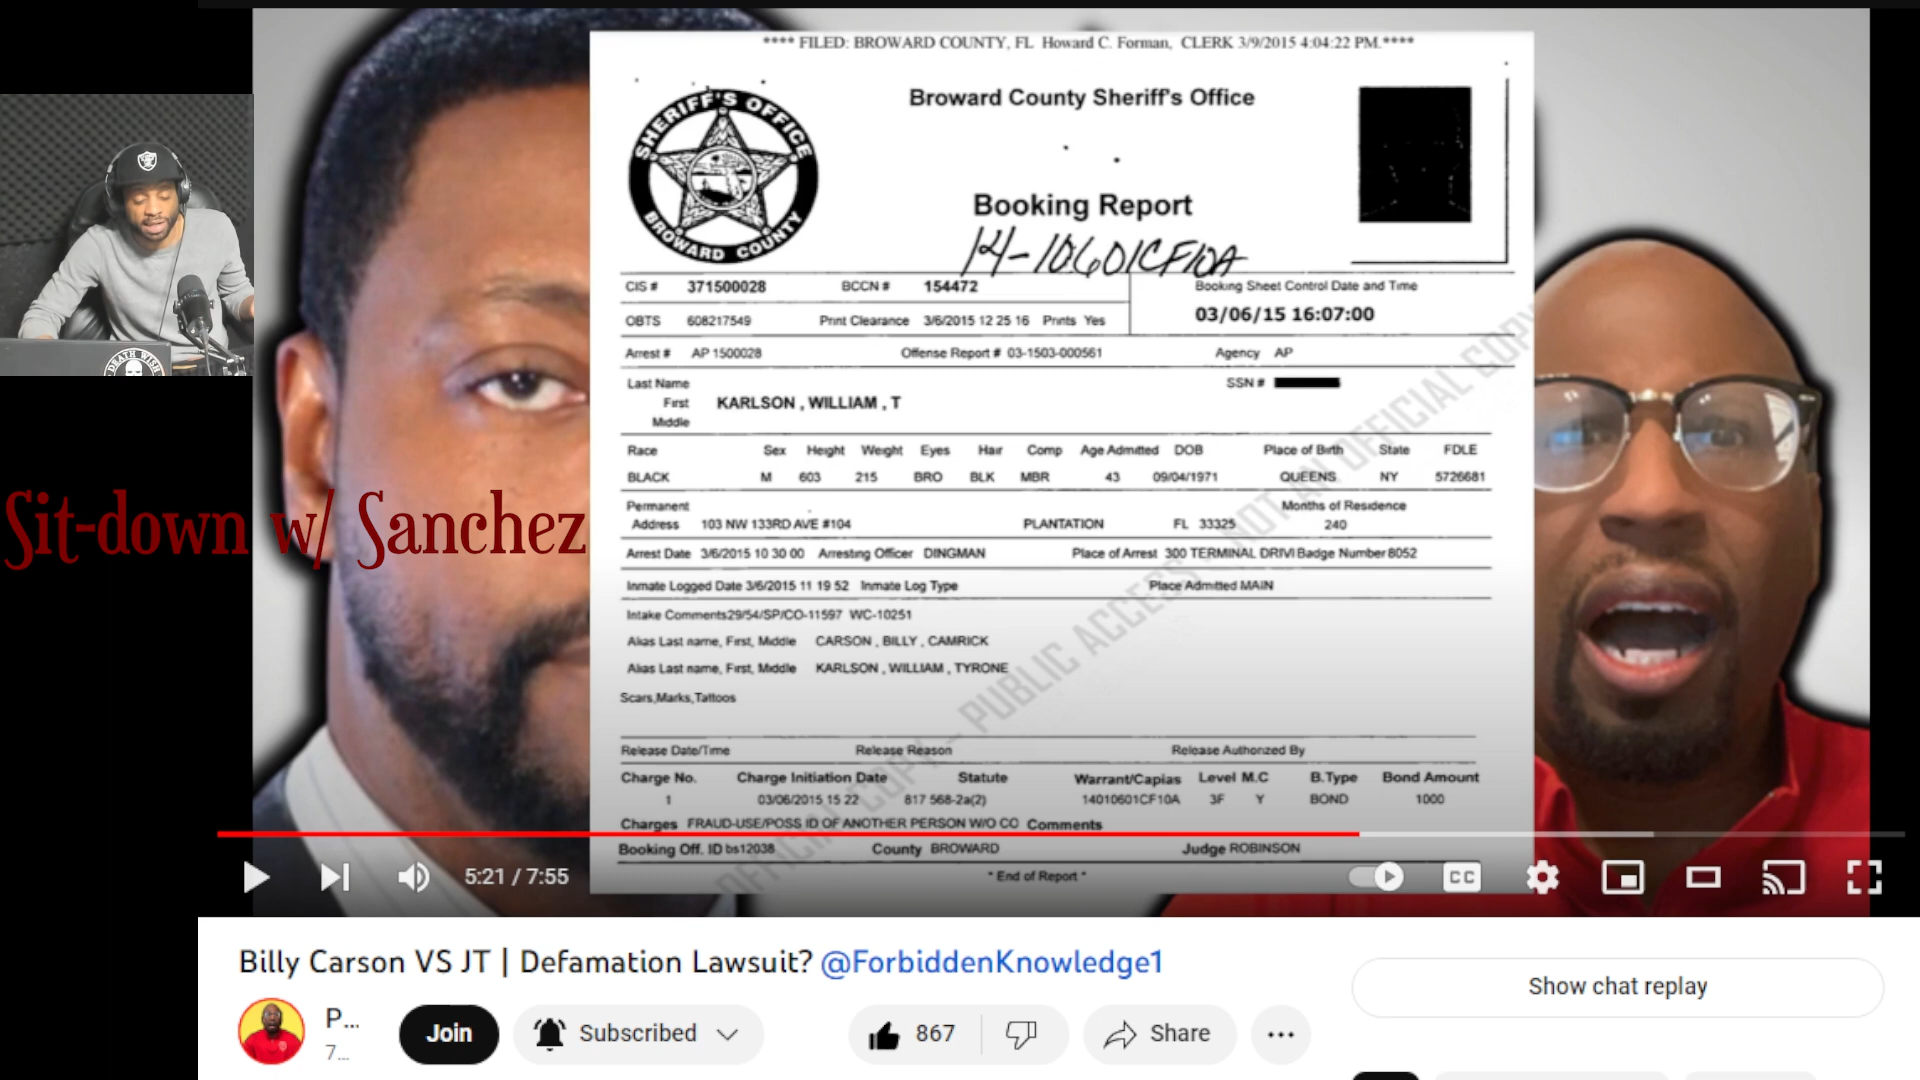 **** FILED: BROWARD COUNTY, FL Howard C. Forman, CLERK 3/9/2015 4:04:22 PM.****
SHERIFF'S OFFICE
BROWARD COUNTY
Broward County Sheriff's Office
Booking Report
14-10601CF10A
CIS # 371500028 BCCN # 154472 Booking Sheet Control Date and Time
03/06/15 16:07:00
OBTS 608217549 Print Clearance 3/6/2015 12 25 16 Prints Yes
Arrest # AP 1500028 Offense Report # 03-1503-000561 Agency AP
Last Name SSN #
First KARLSON , WILLIAM , T
Middle
Race Sex Height Weight Eyes Hair Comp Age Admitted DOB Place of Birth State FDLE
BLACK M 603 215 BRO BLK MBR 43 09/04/1971 QUEENS NY 5726681
Permanent Months of Residence
Address 103 NW 133RD AVE #104 PLANTATION FL 33325 240
Arrest Date 3/6/2015 10 30 00 Arresting Officer DINGMAN Place of Arrest 300 TERMINAL DRIVI Badge Number 8052
Inmate Logged Date 3/6/2015 11 19 52 Inmate Log Type Place Admitted MAIN
Intake Comments29/54/SP/CO-11597 WC-10251
Alias Last name, First, Middle CARSON , BILLY , CAMRICK
Alias Last name, First, Middle KARLSON , WILLIAM , TYRONE
Scars,Marks,Tattoos
Release Date/Time Release Reason Release Authorized By
Charge No. Charge Initiation Date Statute Warrant/Capias Level M.C B.Type Bond Amount
1 03/06/2015 15 22 817 568-2a(2) 14010601CF10A 3F Y BOND 1000
Charges FRAUD-USE/POSS ID OF ANOTHER PERSON W/O CO Comments
Booking Off. ID bs12038 County BROWARD Judge ROBINSON
* End of Report *
OFFICIAL COPY - PUBLIC ACCESS NOT AN OFFICIAL COPY
DEATH WISH
Sit-down w/ Sanchez
5:21 / 7:55
CC
Billy Carson VS JT | Defamation Lawsuit? @ForbiddenKnowledge1
P...
7...
Join
Subscribed
867
Share
Show chat replay